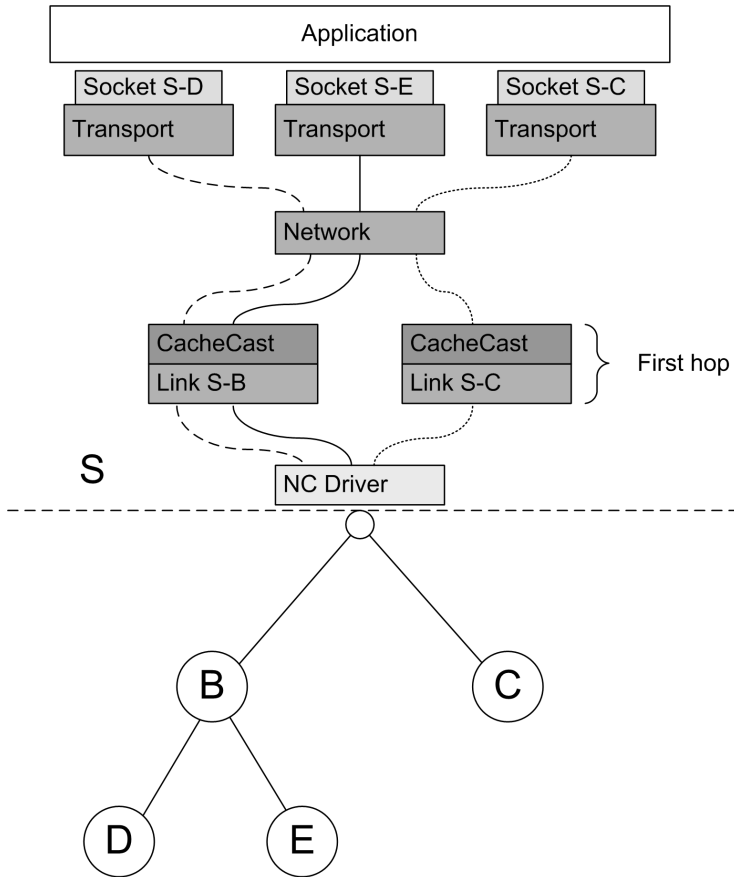 Application
Socket S-D
Socket S-E
Socket S-C
Transport
Transport
Transport
Network
CacheCast
CacheCast
Link S-B
Link S-C
First hop
S
NC Driver
B
C
D
E